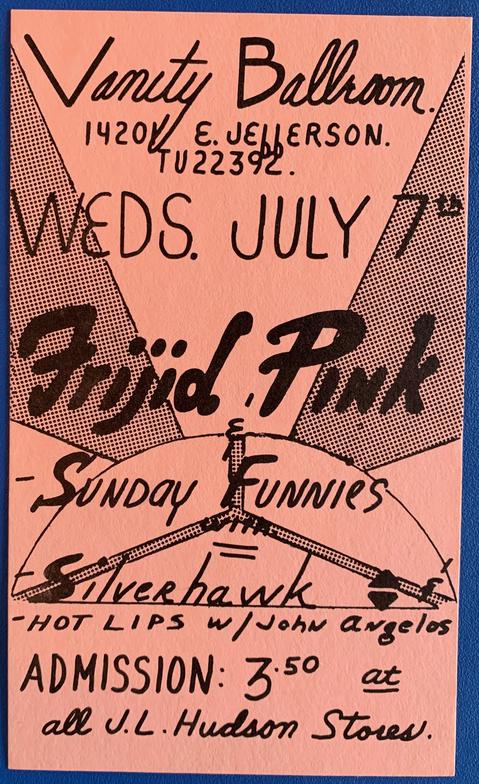 Vanity Ballroom.
14201 E. JEFFERSON.
TU22392.
WEDS. JULY 7th
Frijid Pink
- SUNDAY FUNNIES
with
- Silverhawk
- HOT LIPS w/John Angelos
ADMISSION: 3.50 at
all J.L. Hudson Stores.